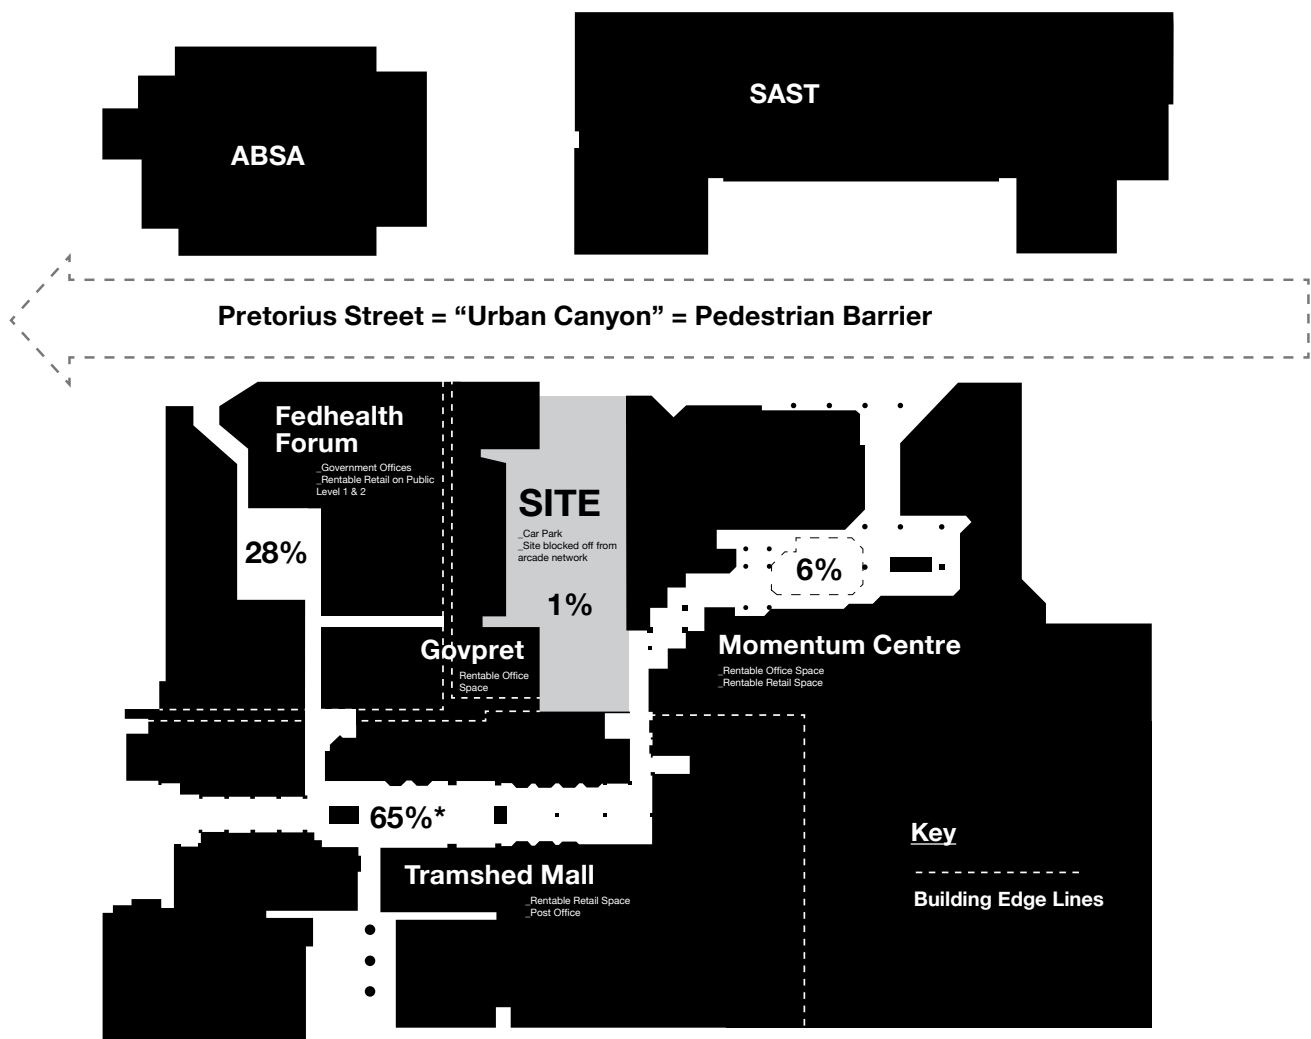 SAST
ABSA
Pretorius Street = “Urban Canyon” = Pedestrian Barrier
Fedhealth
Forum
_Government Offices
_Rentable Retail on Public
Level 1 & 2
SITE
_Car Park
_Site blocked off from
arcade network
28%
6%
1%
Govpret
Rentable Office
Space
Momentum Centre
_Rentable Office Space
_Rentable Retail Space
65%*
Tramshed Mall
_Rentable Retail Space
_Post Office
Key
Building Edge Lines